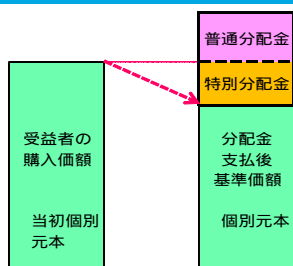 普通分配金
特別分配金
受益者の
購入価額
当初個別
元本
分配金
支払後
基準価額
個別元本